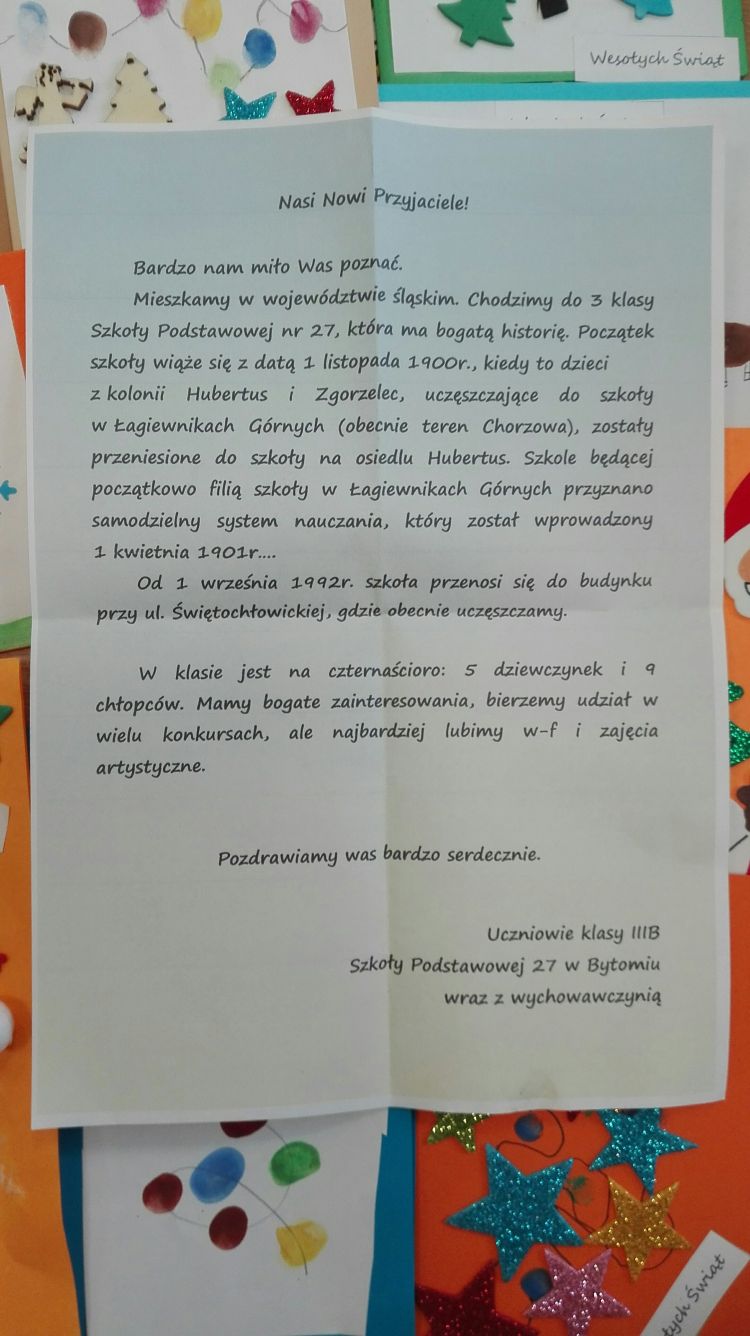 Wesołych Świąt
Nasi Nowi Przyjaciele!
Bardzo nam miło Was poznać.
Mieszkamy w województwie śląskim. Chodzimy do 3 klasy
Szkoły Podstawowej nr 27, która ma bogatą historię. Początek
szkoły wiąże się z datą 1 listopada 1900r., kiedy to dzieci
z kolonii Hubertus i Zgorzelec, uczęszczające do szkoły
w Łagiewnikach Górnych (obecnie teren Chorzowa), zostały
przeniesione do szkoły na osiedlu Hubertus. Szkole będącej
początkowo filią szkoły w Łagiewnikach Górnych przyznano
samodzielny system nauczania, który został wprowadzony
1 kwietnia 1901r....
Od 1 września 1992r. szkoła przenosi się do budynku
przy ul. Świętochłowickiej, gdzie obecnie uczęszczamy.
W klasie jest na czternaścioro: 5 dziewczynek i 9
chłopców. Mamy bogate zainteresowania, bierzemy udział w
wielu konkursach, ale najbardziej lubimy w-f i zajęcia
artystyczne.
Pozdrawiamy was bardzo serdecznie.
Uczniowie klasy IIIB
Szkoły Podstawowej 27 w Bytomiu
wraz z wychowawczynią
Świąt